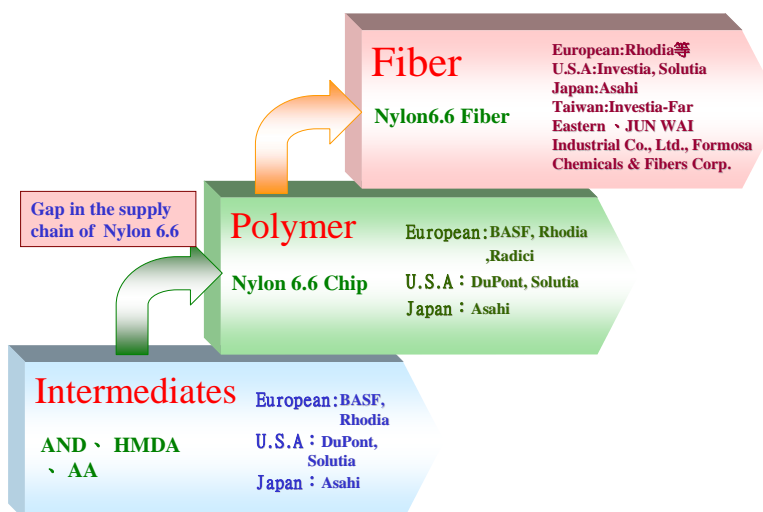 Fiber
Nylon6.6 Fiber
European:Rhodia等
U.S.A:Investia, Solutia
Japan:Asahi
Taiwan:Investia-Far
Eastern 、JUN WAI
Industrial Co., Ltd., Formosa
Chemicals & Fibers Corp.
Gap in the supply
chain of Nylon 6.6
Polymer
Nylon 6.6 Chip
European:BASF, Rhodia
,Radici
U.S.A：DuPont, Solutia
Japan：Asahi
Intermediates
AND、 HMDA
、 AA
European:BASF,
Rhodia
U.S.A：DuPont,
Solutia
Japan：Asahi